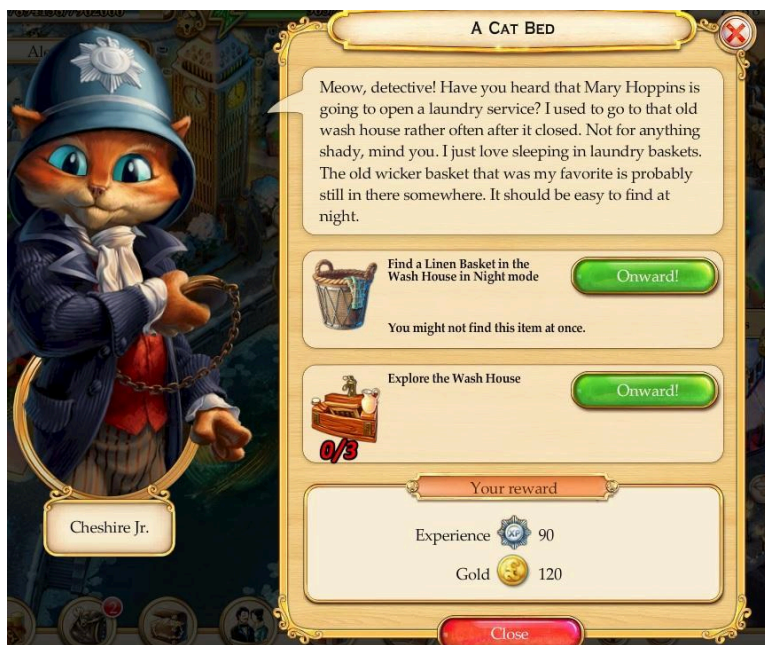 A CAT BED
Meow, detective! Have you heard that Mary Hoppins is
going to open a laundry service? I used to go to that old
wash house rather often after it closed. Not for anything
shady, mind you. I just love sleeping in laundry baskets.
The old wicker basket that was my favorite is probably
still in there somewhere. It should be easy to find at
night.
Find a Linen Basket in the
Wash House in Night mode
Onward!
You might not find this item at once.
Explore the Wash House
Onward!
0/3
Your reward
Cheshire Jr.
Experience XP 90
Gold 120
2
Close